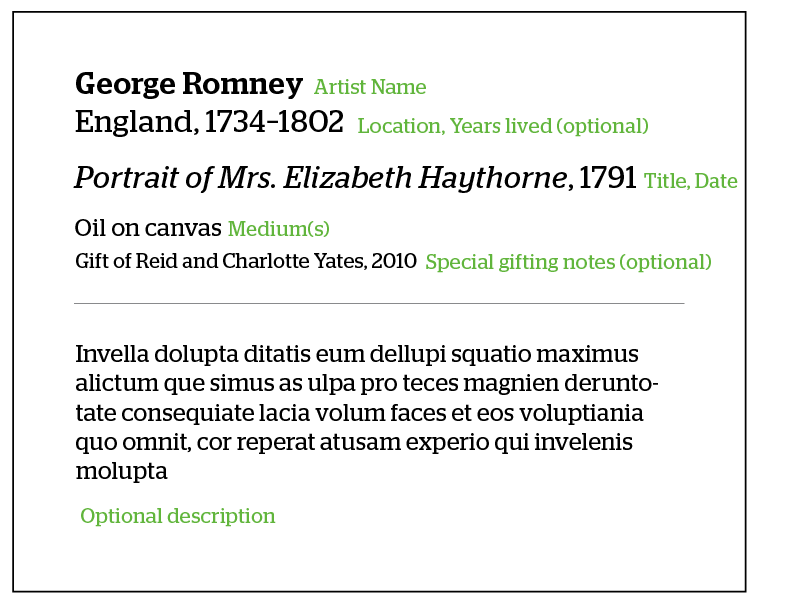 George Romney Artist Name
England, 1734–1802 Location, Years lived (optional)
Portrait of Mrs. Elizabeth Haythorne, 1791 Title, Date
Oil on canvas Medium(s)
Gift of Reid and Charlotte Yates, 2010 Special gifting notes (optional)
Invella dolupta ditatis eum dellupi squatio maximus
alictum que simus as ulpa pro teces magnien derunto-
tate consequiate lacia volum faces et eos voluptiania
quo omnit, cor reperat atusam experio qui invelenis
molupta
Optional description